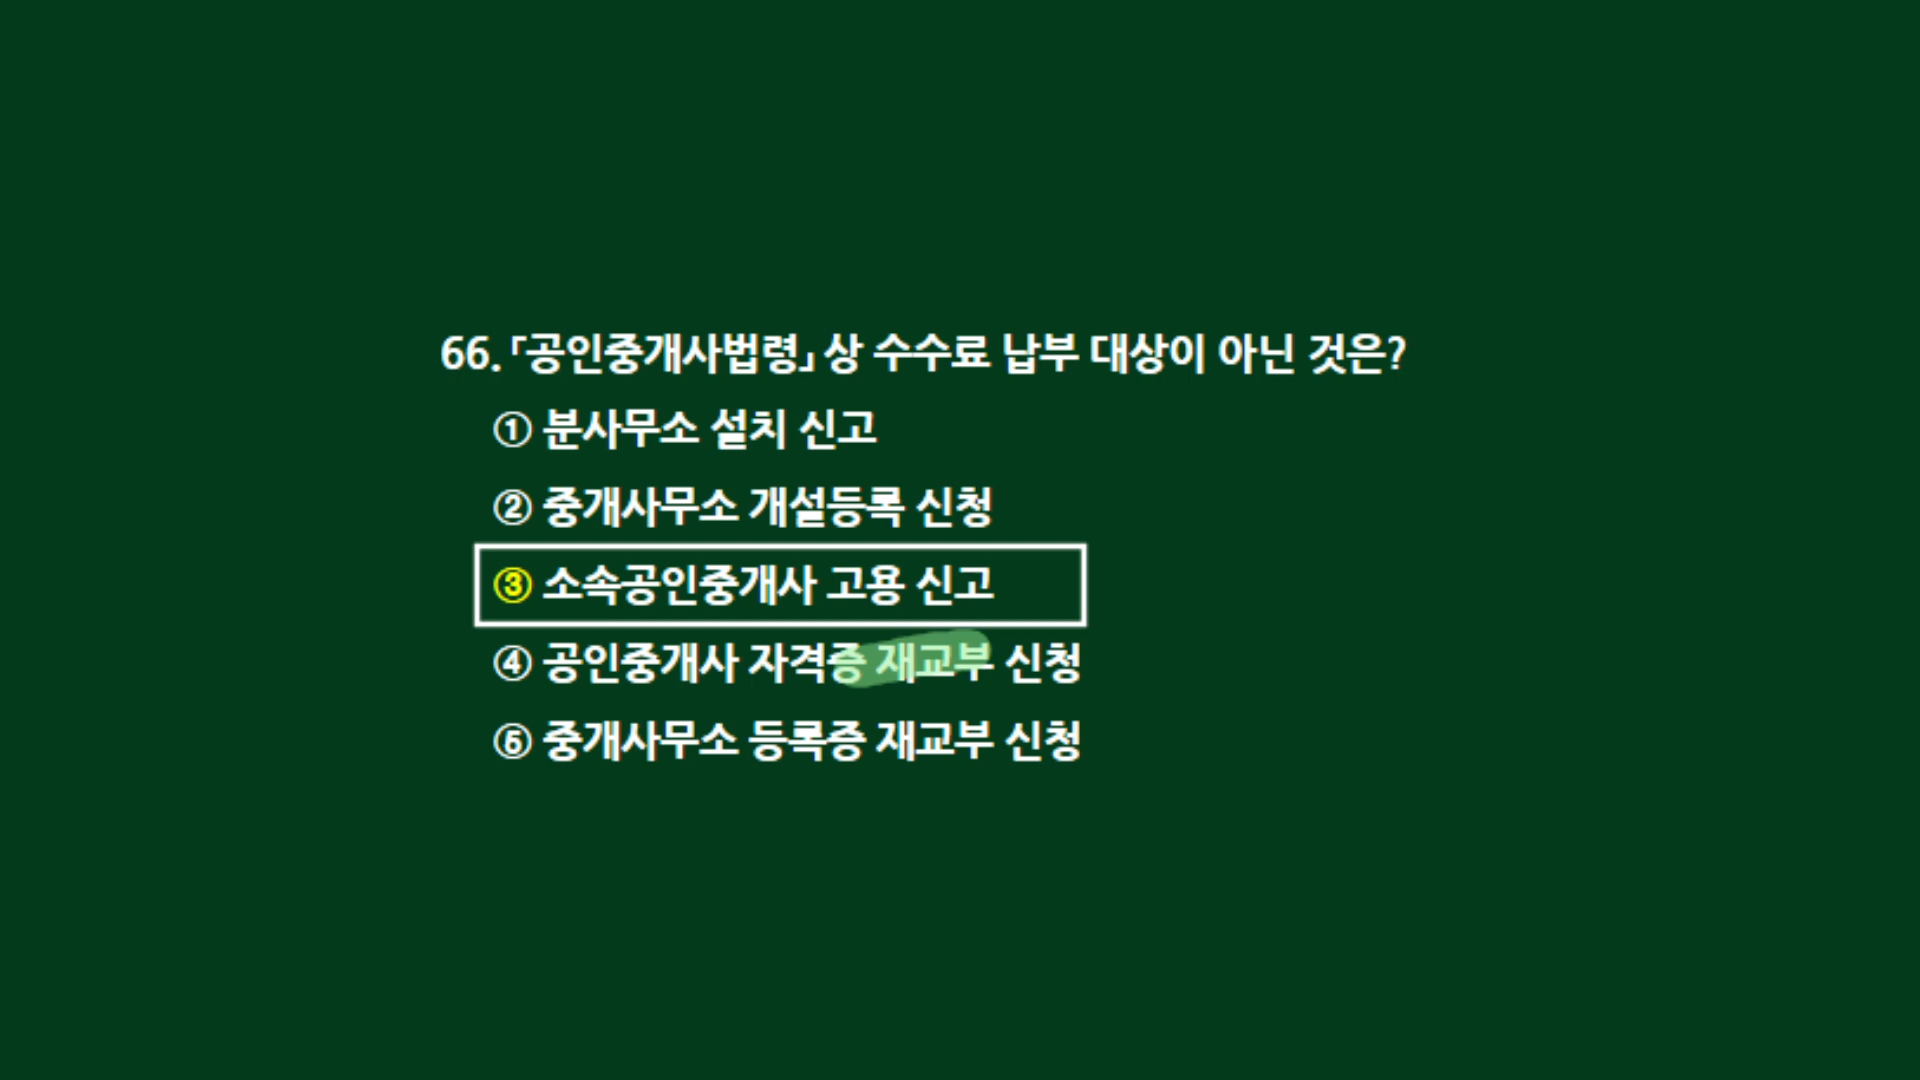 66. 「공인중개사법령」 상 수수료 납부 대상이 아닌 것은?
① 분사무소 설치 신고
② 중개사무소 개설등록 신청
③ 소속공인중개사 고용 신고
④ 공인중개사 자격증 재교부 신청
⑤ 중개사무소 등록증 재교부 신청